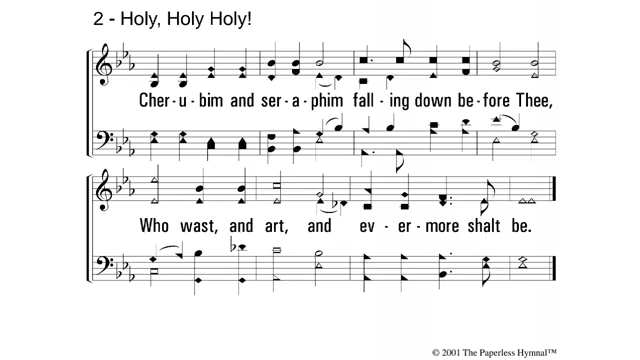 2 - Holy, Holy Holy!
Cher - u - bim and ser - a - phim fall - ing down be - fore Thee,
Who wast, and art, and ev - er - more shalt be.
© 2001 The Paperless Hymnal™